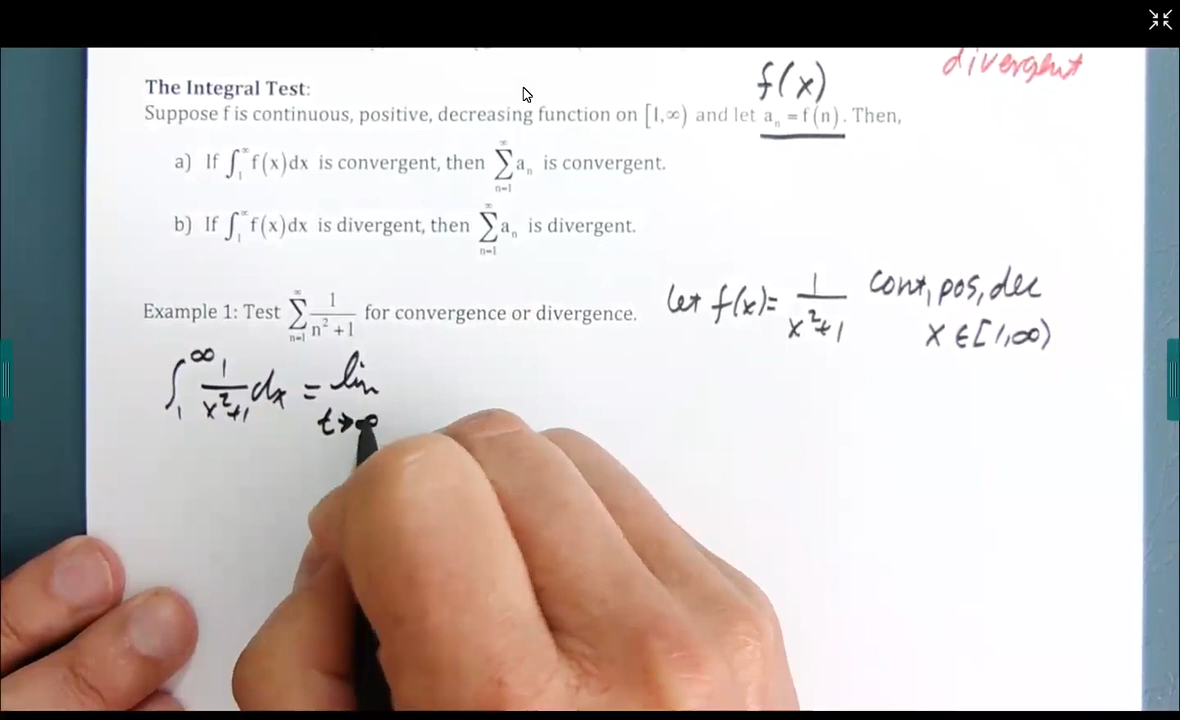 divergent
f(x)
The Integral Test:
Suppose f is continuous, positive, decreasing function on [1,∞) and let aₙ = f(n). Then,
a) If ∫₁^∞ f(x)dx is convergent, then ∑_{n=1}^∞ aₙ is convergent.
b) If ∫₁^∞ f(x)dx is divergent, then ∑_{n=1}^∞ aₙ is divergent.
Example 1: Test ∑_{n=1}^∞ 1/(n²+1) for convergence or divergence.
let f(x)= 1/(x²+1) cont, pos, dec
x ∈ [1,∞)
∫₁^∞ 1/(x²+1) dx = lim t→∞